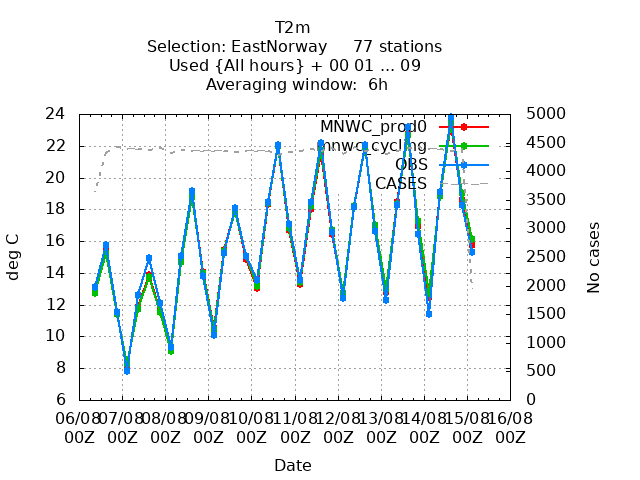 T2m
Selection: EastNorway 77 stations
Used {All hours} + 00 01 ... 09
Averaging window: 6h
24 5000
22 4500
20 4000
18 3500
16 3000
14 2500
12 2000
10 1500
8 1000
6 500
0
MNWC_prod0
mnwc_cycling
OBS
CASES
deg C
No cases
06/08 07/08 08/08 09/08 10/08 11/08 12/08 13/08 14/08 15/08 16/08
00Z 00Z 00Z 00Z 00Z 00Z 00Z 00Z 00Z 00Z 00Z
Date